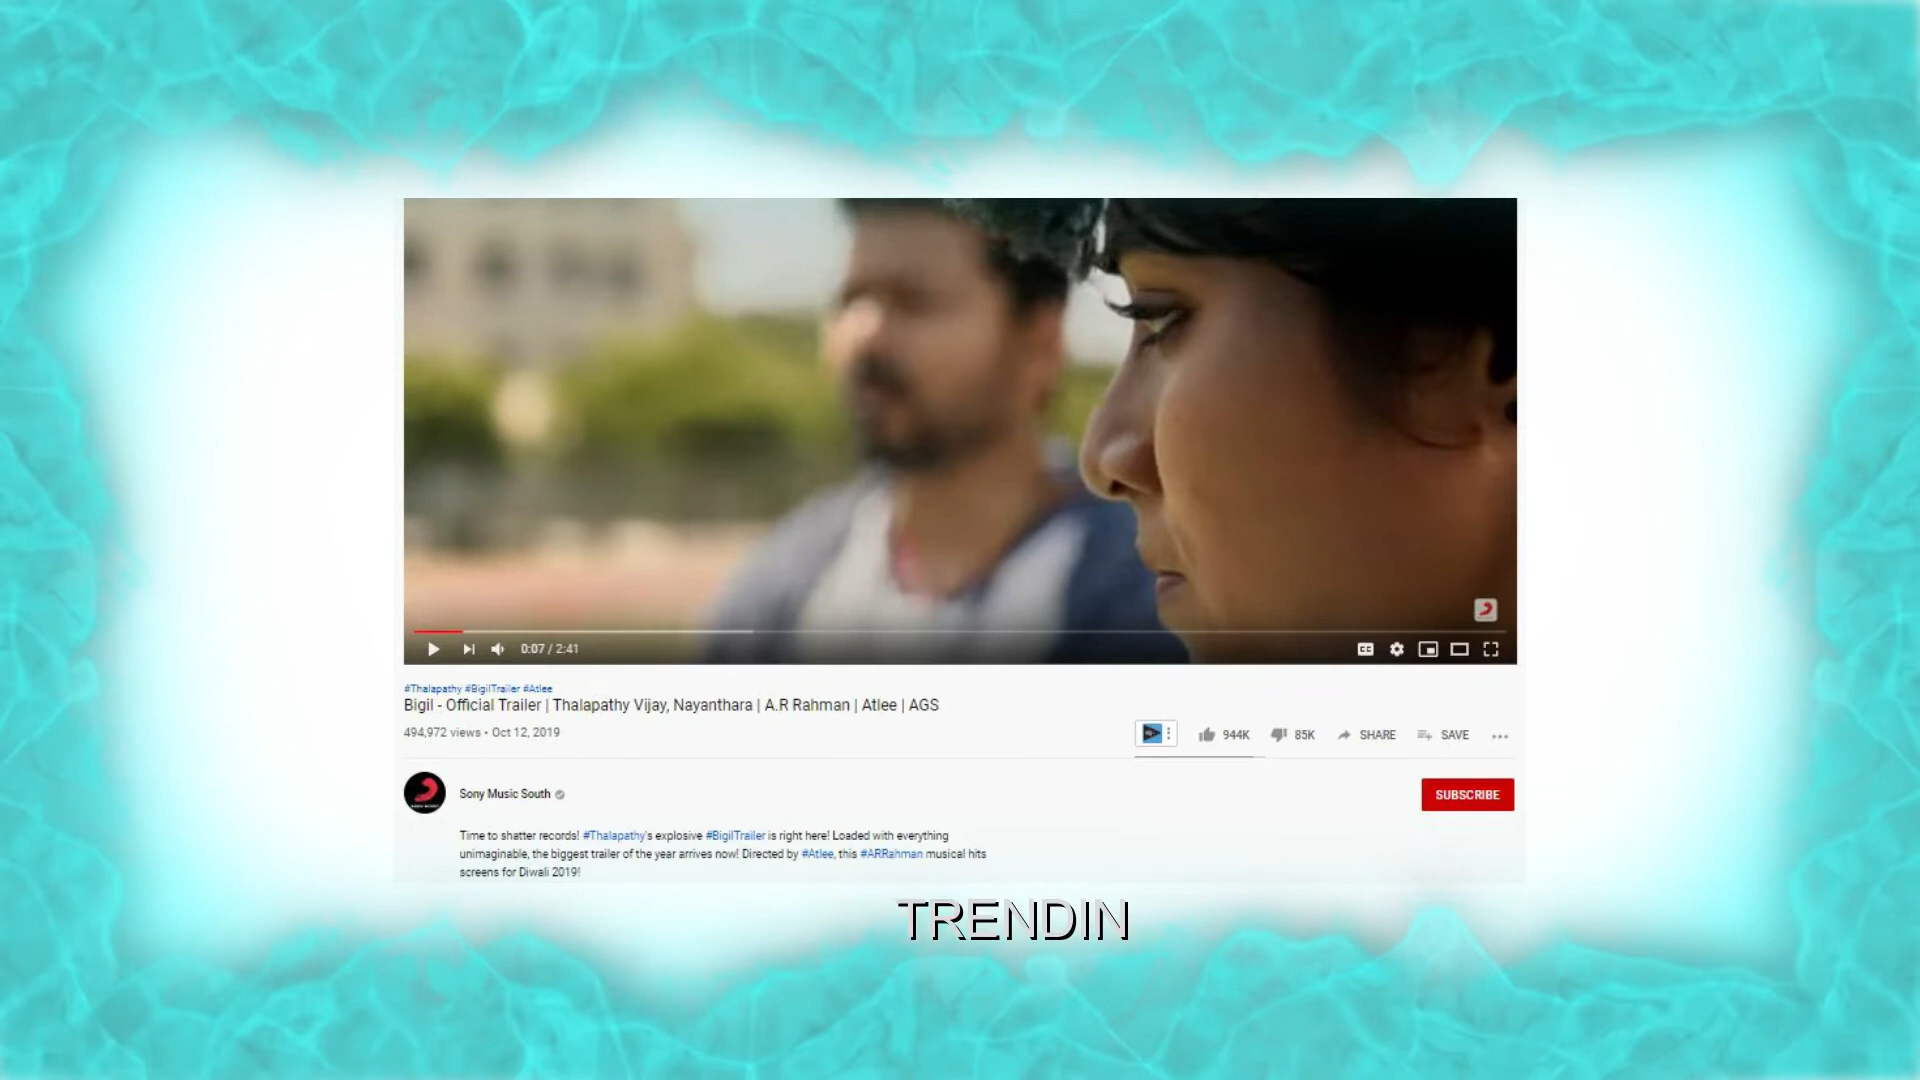 0:07 / 2:41
#Thalapathy #BigilTrailer #Atlee
Bigil - Official Trailer | Thalapathy Vijay, Nayanthara | A.R Rahman | Atlee | AGS
494,972 views • Oct 12, 2019
944K 85K SHARE SAVE
Sony Music South
SUBSCRIBE
Time to shatter records! #Thalapathy's explosive #BigilTrailer is right here! Loaded with everything
unimaginable, the biggest trailer of the year arrives now! Directed by #Atlee, this #ARRahman musical hits
screens for Diwali 2019!
TRENDIN